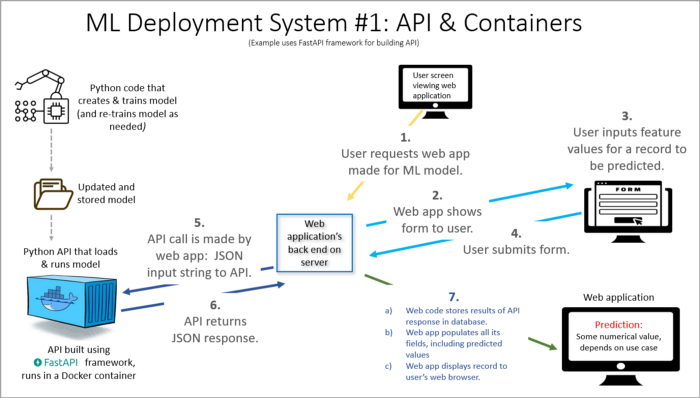 ML Deployment System #1: API & Containers
(Example uses FastAPI framework for building API)
Python code that
creates & trains model
(and re-trains model as
needed)
Updated and
stored model
Python API that loads
& runs model
API built using
FastAPI framework,
runs in a Docker container
User screen
viewing web
application
1.
User requests web app
made for ML model.
2.
Web app shows
form to user.
3.
User inputs feature
values for a record to
be predicted.
FORM
4.
User submits form.
Web
application's
back end on
server
5.
API call is made by
web app: JSON
input string to API.
6.
API returns
JSON response.
7.
a) Web code stores results of API
response in database.
b) Web app populates all its
fields, including predicted
values
c) Web app displays record to
user's web browser.
Web application
Prediction:
Some numerical value,
depends on use case